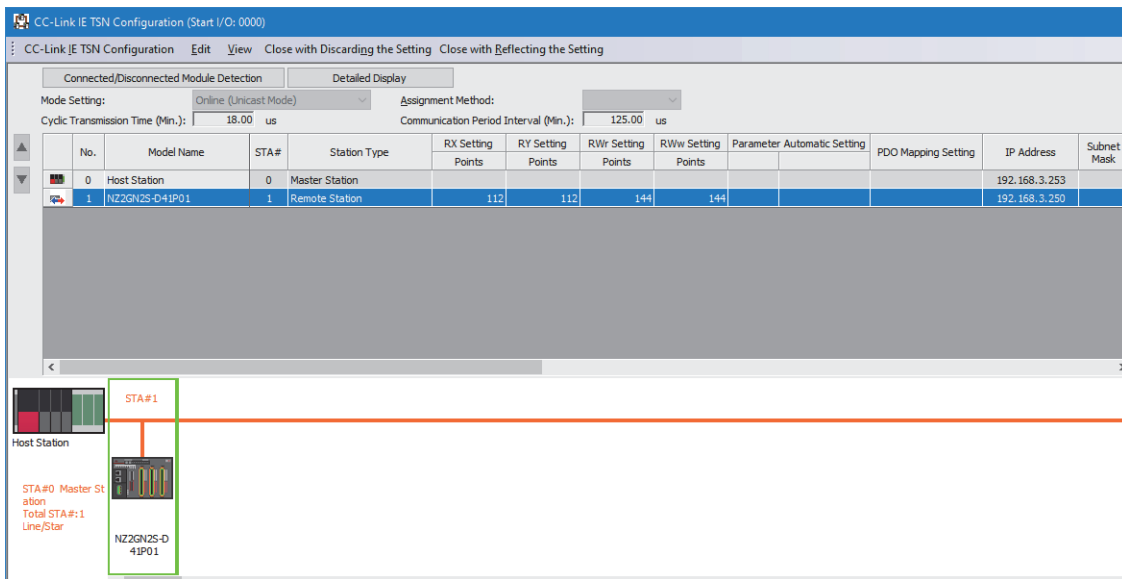 CC-Link IE TSN Configuration (Start I/O: 0000)
CC-Link IE TSN Configuration Edit View Close with Discarding the Setting Close with Reflecting the Setting
Connected/Disconnected Module Detection Detailed Display
Mode Setting: Online (Unicast Mode) Assignment Method:
Cyclic Transmission Time (Min.): 18.00 us Communication Period Interval (Min.): 125.00 us
No. Model Name STA# Station Type RX Setting RY Setting RWr Setting RWw Setting Parameter Automatic Setting PDO Mapping Setting IP Address Subnet Mask
Points Points Points Points
0 Host Station 0 Master Station 192.168.3.253
1 NZ2GN2S-D41P01 1 Remote Station 112 112 144 144 192.168.3.250
STA#1
Host Station
STA#0 Master St
ation
Total STA#:1
Line/Star
NZ2GN2S-D
41P01